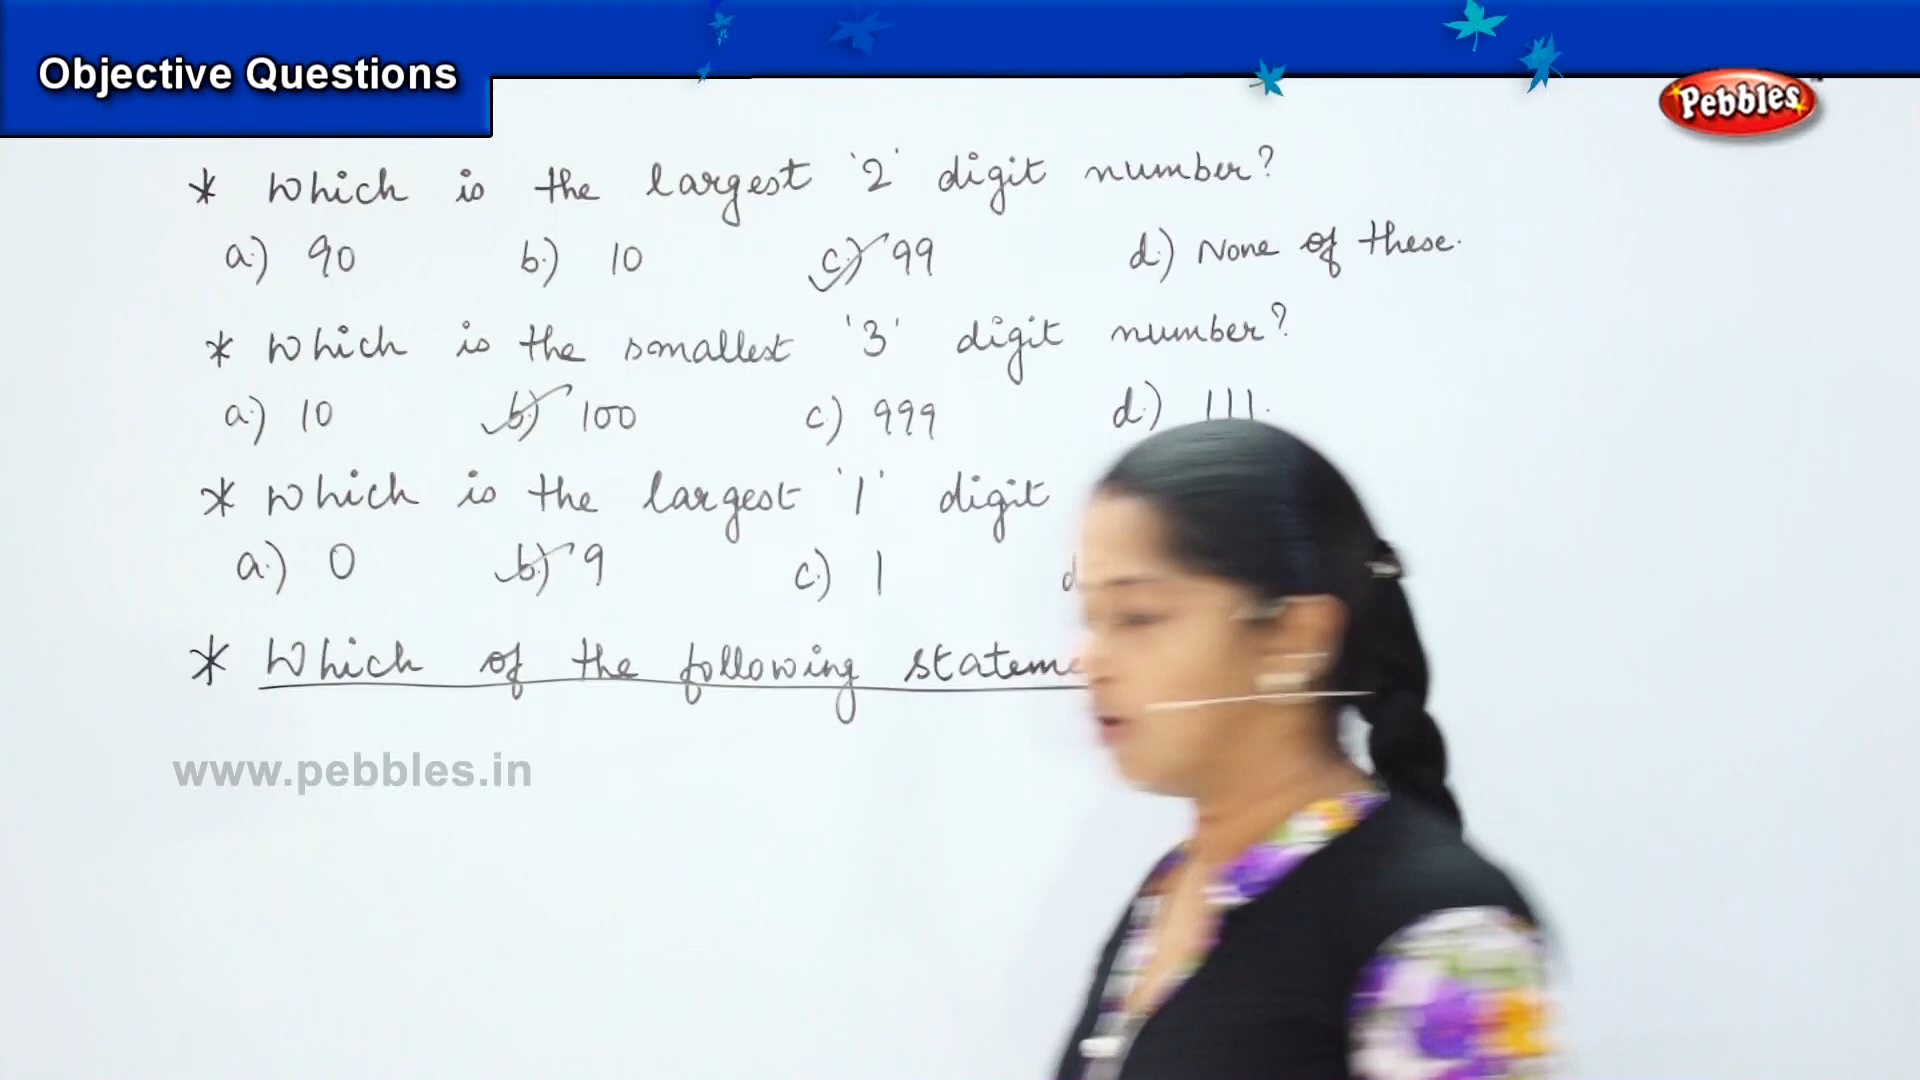 Objective Questions
Pebbles
* Which is the largest '2' digit number?
a.) 90 b.) 10 c.) 99 d.) None of these.
* Which is the smallest '3' digit number?
a.) 10 b.) 100 c.) 999 d.) 111.
* Which is the largest '1' digit
a.) 0 b.) 9 c.) 1
* Which of the following
www.pebbles.in